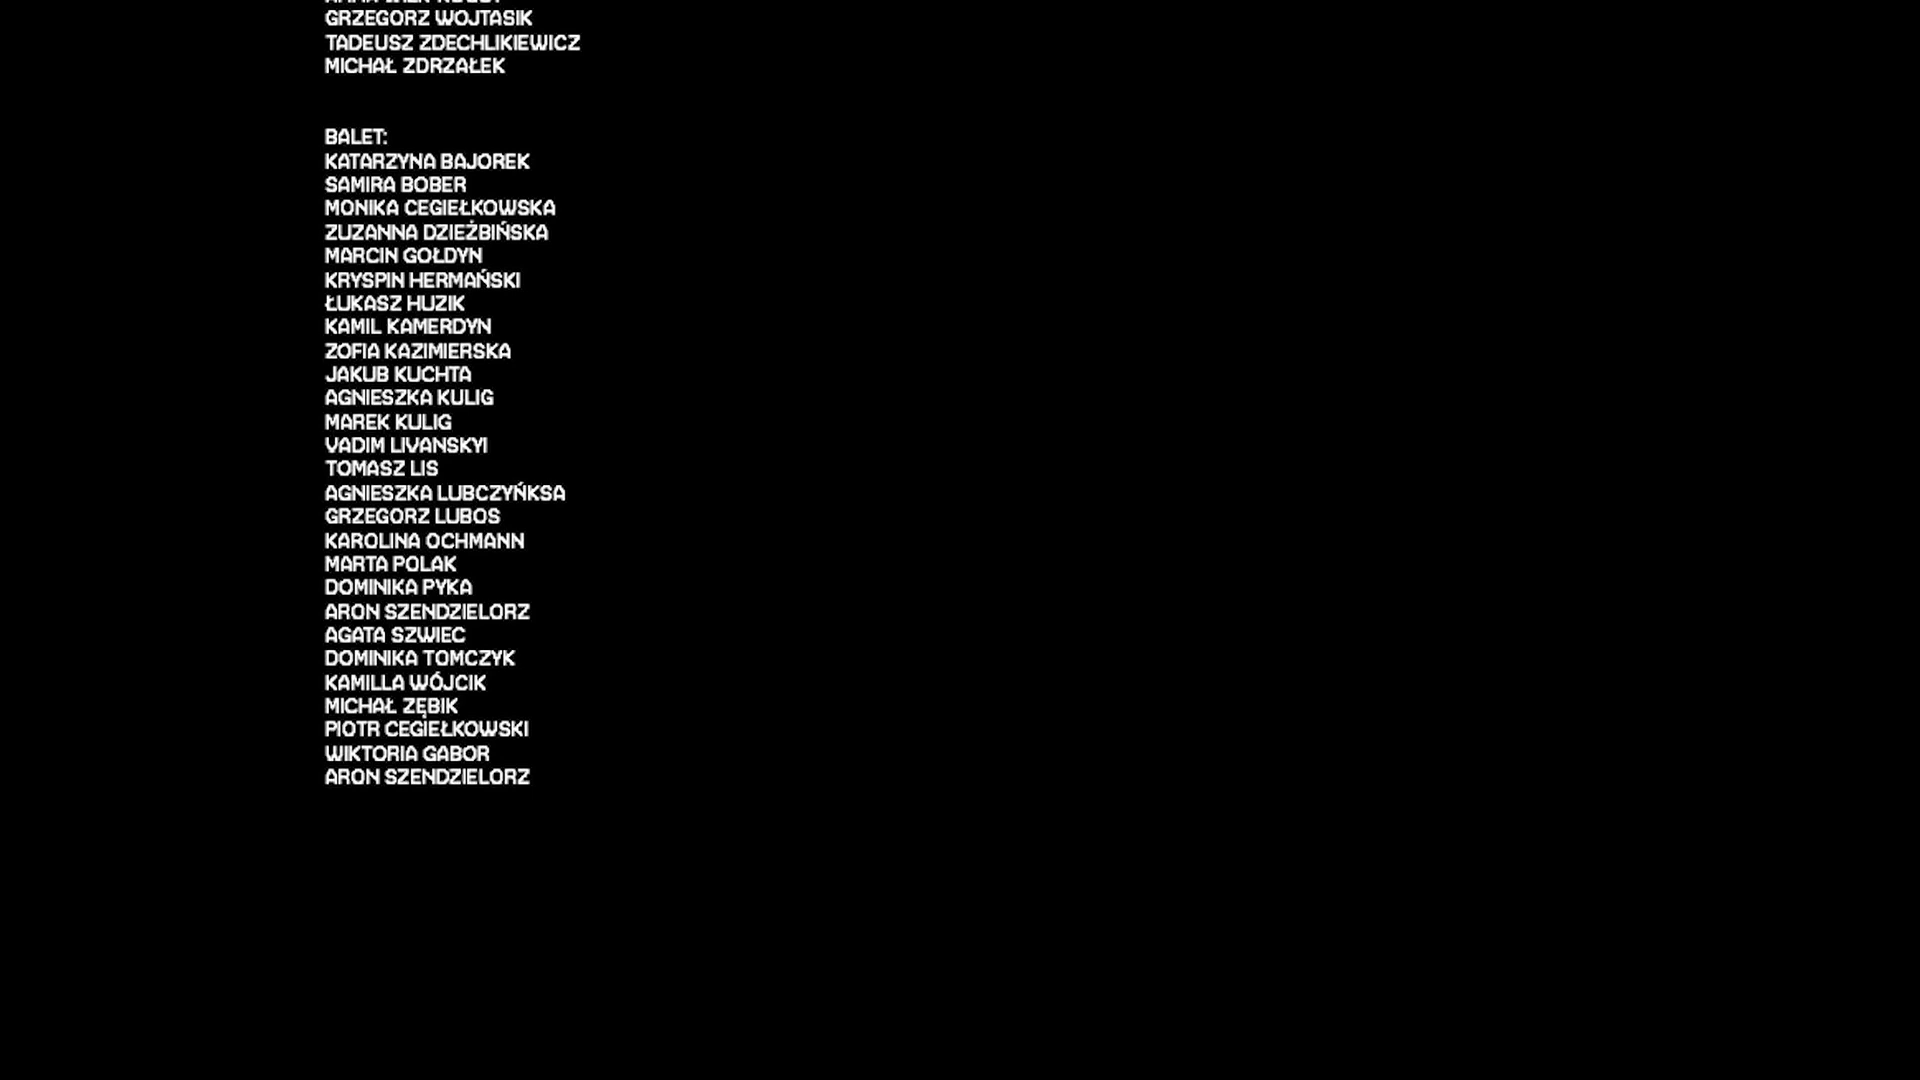 GRZEGORZ WOJTASIK
TADEUSZ ZDECHLIKIEWICZ
MICHAŁ ZDRZAŁEK
BALET:
KATARZYNA BAJOREK
SAMIRA BOBER
MONIKA CEGIEŁKOWSKA
ZUZANNA DZIEŻBIŃSKA
MARCIN GOŁDYN
KRYSPIN HERMAŃSKI
ŁUKASZ HUZIK
KAMIL KAMERDYN
ZOFIA KAZIMIERSKA
JAKUB KUCHTA
AGNIESZKA KULIG
MAREK KULIG
VADIM LIVANSKYI
TOMASZ LIS
AGNIESZKA LUBCZYŃKSA
GRZEGORZ LUBOS
KAROLINA OCHMANN
MARTA POLAK
DOMINIKA PYKA
ARON SZENDZIELORZ
AGATA SZWIEC
DOMINIKA TOMCZYK
KAMILLA WÓJCIK
MICHAŁ ZĘBIK
PIOTR CEGIEŁKOWSKI
WIKTORIA GABOR
ARON SZENDZIELORZ